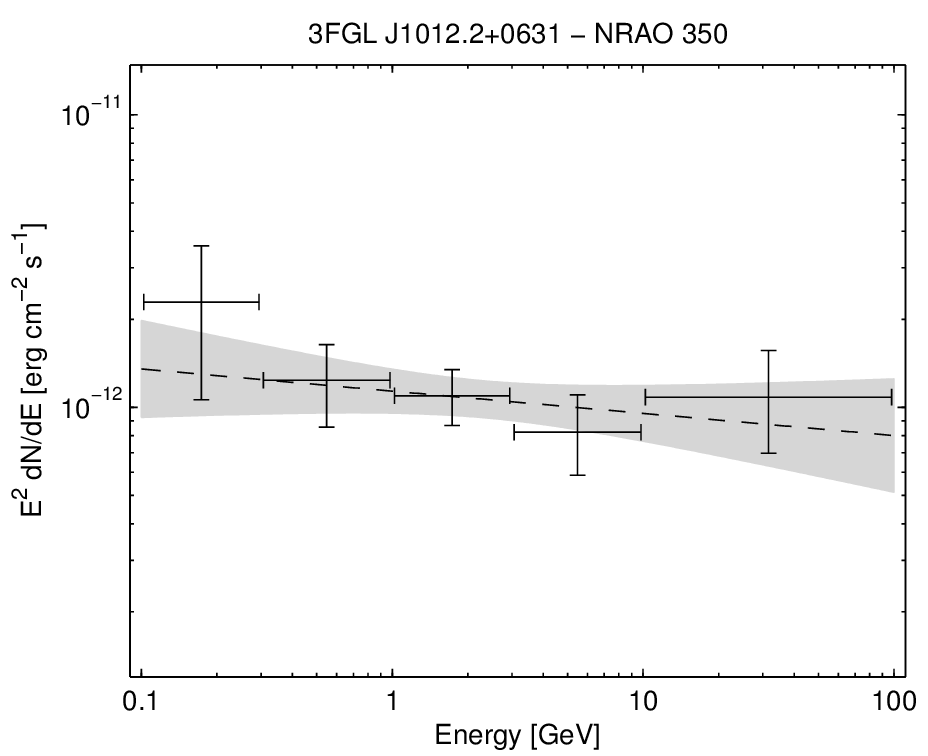 3FGL J1012.2+0631 − NRAO 350
10⁻¹¹
10⁻¹²
E² dN/dE [erg cm⁻² s⁻¹]
0.1 1 10 100
Energy [GeV]